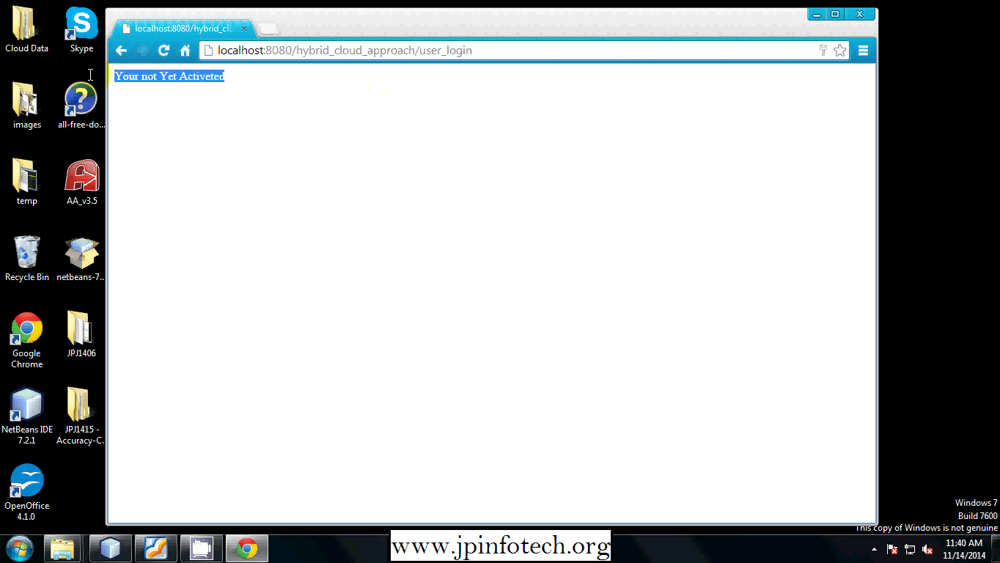 Cloud Data
Skype
images
all-free-do...
temp
AA_v3.5
Recycle Bin
netbeans-7...
Google
Chrome
JPJ1406
NetBeans IDE
7.2.1
JPJ1415 -
Accuracy-C...
OpenOffice
4.1.0
localhost:8080/hybrid_clo
localhost:8080/hybrid_cloud_approach/user_login
Your not Yet Activeted
Windows 7
Build 7600
This copy of Windows is not genuine
www.jpinfotech.org
11:40 AM
11/14/2014